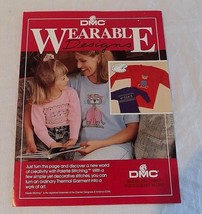 DMC
WEARABLE
Designs
Just turn this page and discover a new world
of creativity with Palette Stitching™ With a
few simple satin decorative stitches, you can
turn an ordinary Thermal Garment into a
work of art.
DMC